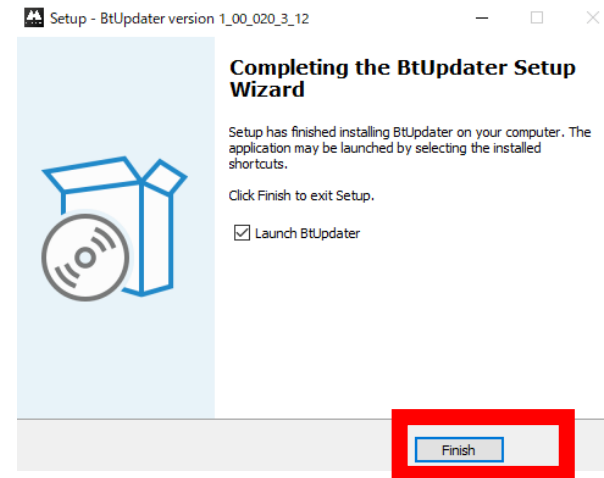 Setup - BtUpdater version 1_00_020_3_12
Completing the BtUpdater Setup
Wizard
Setup has finished installing BtUpdater on your computer. The
application may be launched by selecting the installed
shortcuts.
Click Finish to exit Setup.
Launch BtUpdater
Finish